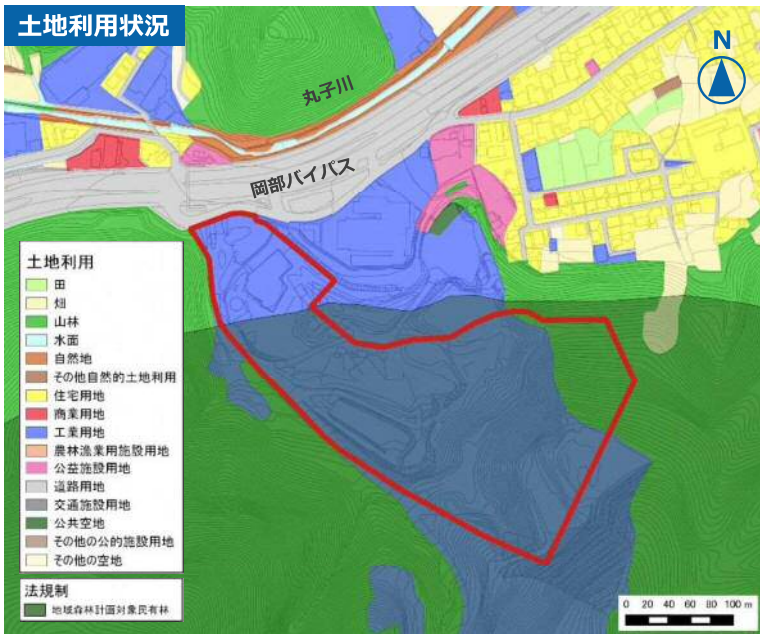 土地利用状況
N
丸子川
岡部バイパス
土地利用
田
畑
山林
水面
自然地
その他自然的土地利用
住宅用地
商業用地
工業用地
農林漁業用施設用地
公益施設用地
道路用地
交通施設用地
公共空地
その他の公的施設用地
その他の空地
法規制
地域森林計画対象民有林
0 20 40 60 80 100 m